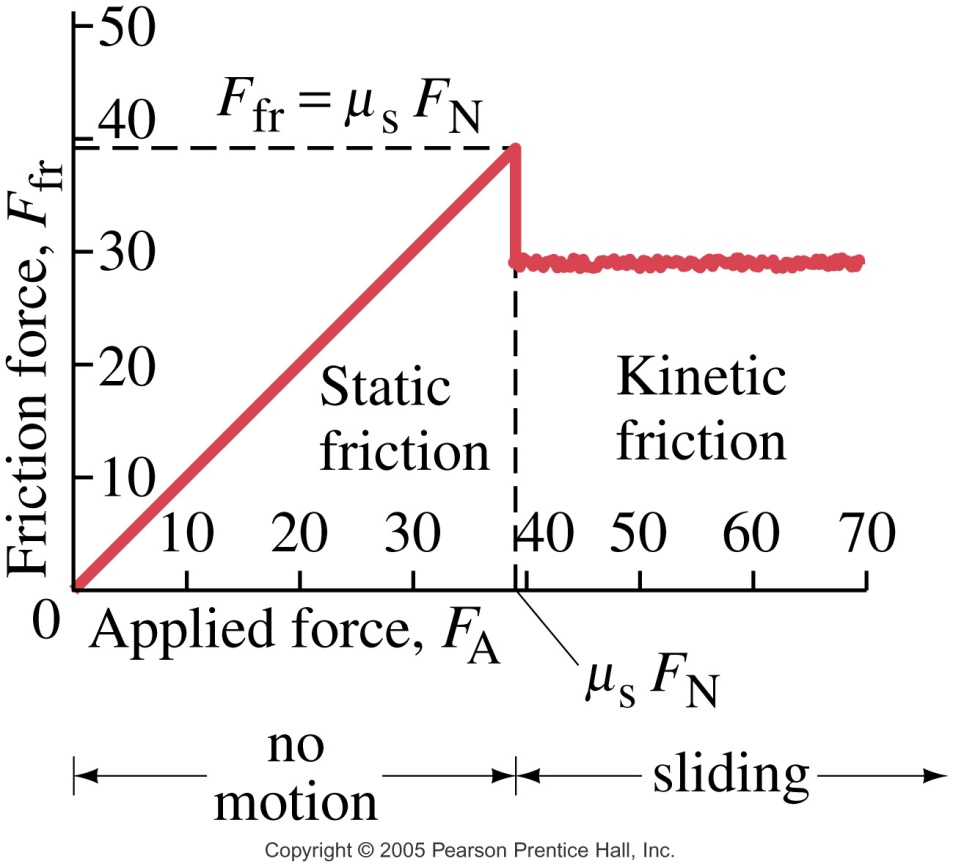 50
F_fr = μ_s F_N
40
30
20
10
Friction force, F_fr
Static
friction
Kinetic
friction
10 20 30 40 50 60 70
0
Applied force, F_A
μ_s F_N
no
motion
sliding
Copyright © 2005 Pearson Prentice Hall, Inc.